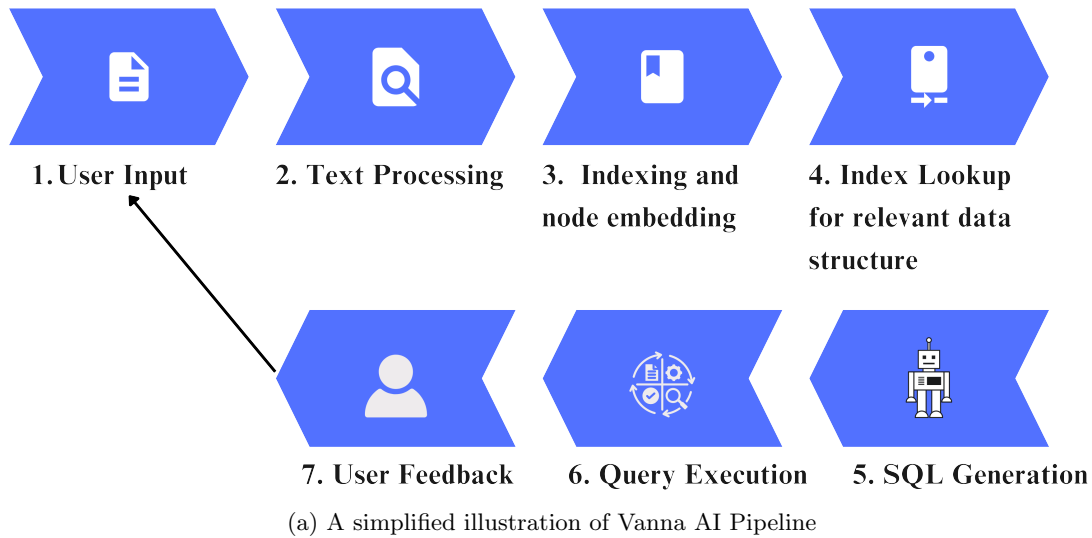 1. User Input
2. Text Processing
3. Indexing and
node embedding
4. Index Lookup
for relevant data
structure
7. User Feedback
6. Query Execution
5. SQL Generation
(a) A simplified illustration of Vanna AI Pipeline